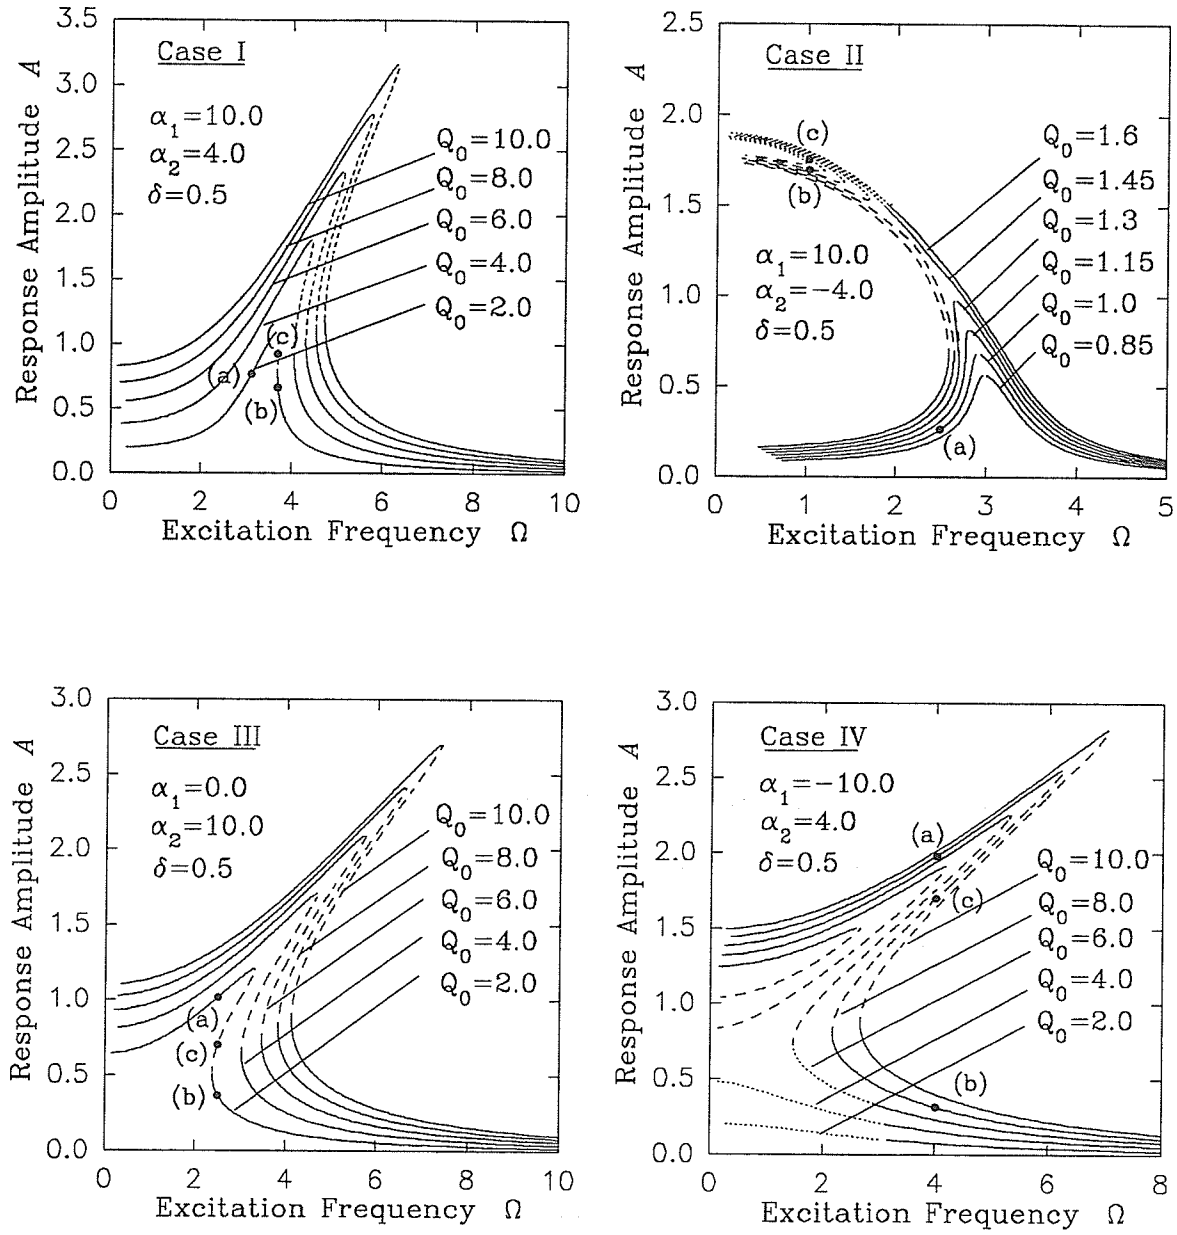 Case I
α₁=10.0
α₂=4.0
δ=0.5
Q₀=10.0
Q₀=8.0
Q₀=6.0
Q₀=4.0
Q₀=2.0
(a)
(b)
(c)
3.5
3.0
2.5
2.0
1.5
1.0
0.5
0.0
0 2 4 6 8 10
Response Amplitude A
Excitation Frequency Ω
Case II
α₁=10.0
α₂=−4.0
δ=0.5
Q₀=1.6
Q₀=1.45
Q₀=1.3
Q₀=1.15
Q₀=1.0
Q₀=0.85
(c)
(b)
(a)
2.5
2.0
1.5
1.0
0.5
0.0
0 1 2 3 4 5
Response Amplitude A
Excitation Frequency Ω
Case III
α₁=0.0
α₂=10.0
δ=0.5
Q₀=10.0
Q₀=8.0
Q₀=6.0
Q₀=4.0
Q₀=2.0
(a)
(c)
(b)
3.0
2.5
2.0
1.5
1.0
0.5
0.0
0 2 4 6 8 10
Response Amplitude A
Excitation Frequency Ω
Case IV
α₁=−10.0
α₂=4.0
δ=0.5
Q₀=10.0
Q₀=8.0
Q₀=6.0
Q₀=4.0
Q₀=2.0
(a)
(c)
(b)
3.0
2.5
2.0
1.5
1.0
0.5
0.0
0 2 4 6 8
Response Amplitude A
Excitation Frequency Ω